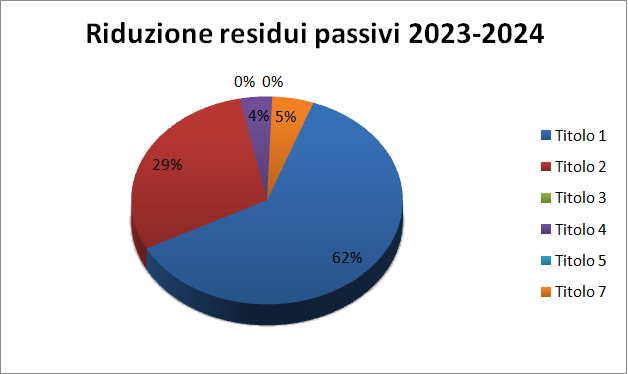 Riduzione residui passivi 2023-2024
0% 0%
4% 5%
29%
62%
Titolo 1
Titolo 2
Titolo 3
Titolo 4
Titolo 5
Titolo 7